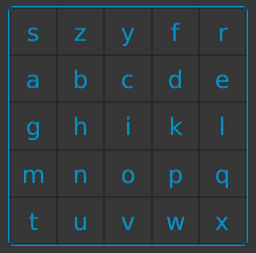 s z y f r
a b c d e
g h i k l
m n o p q
t u v w x